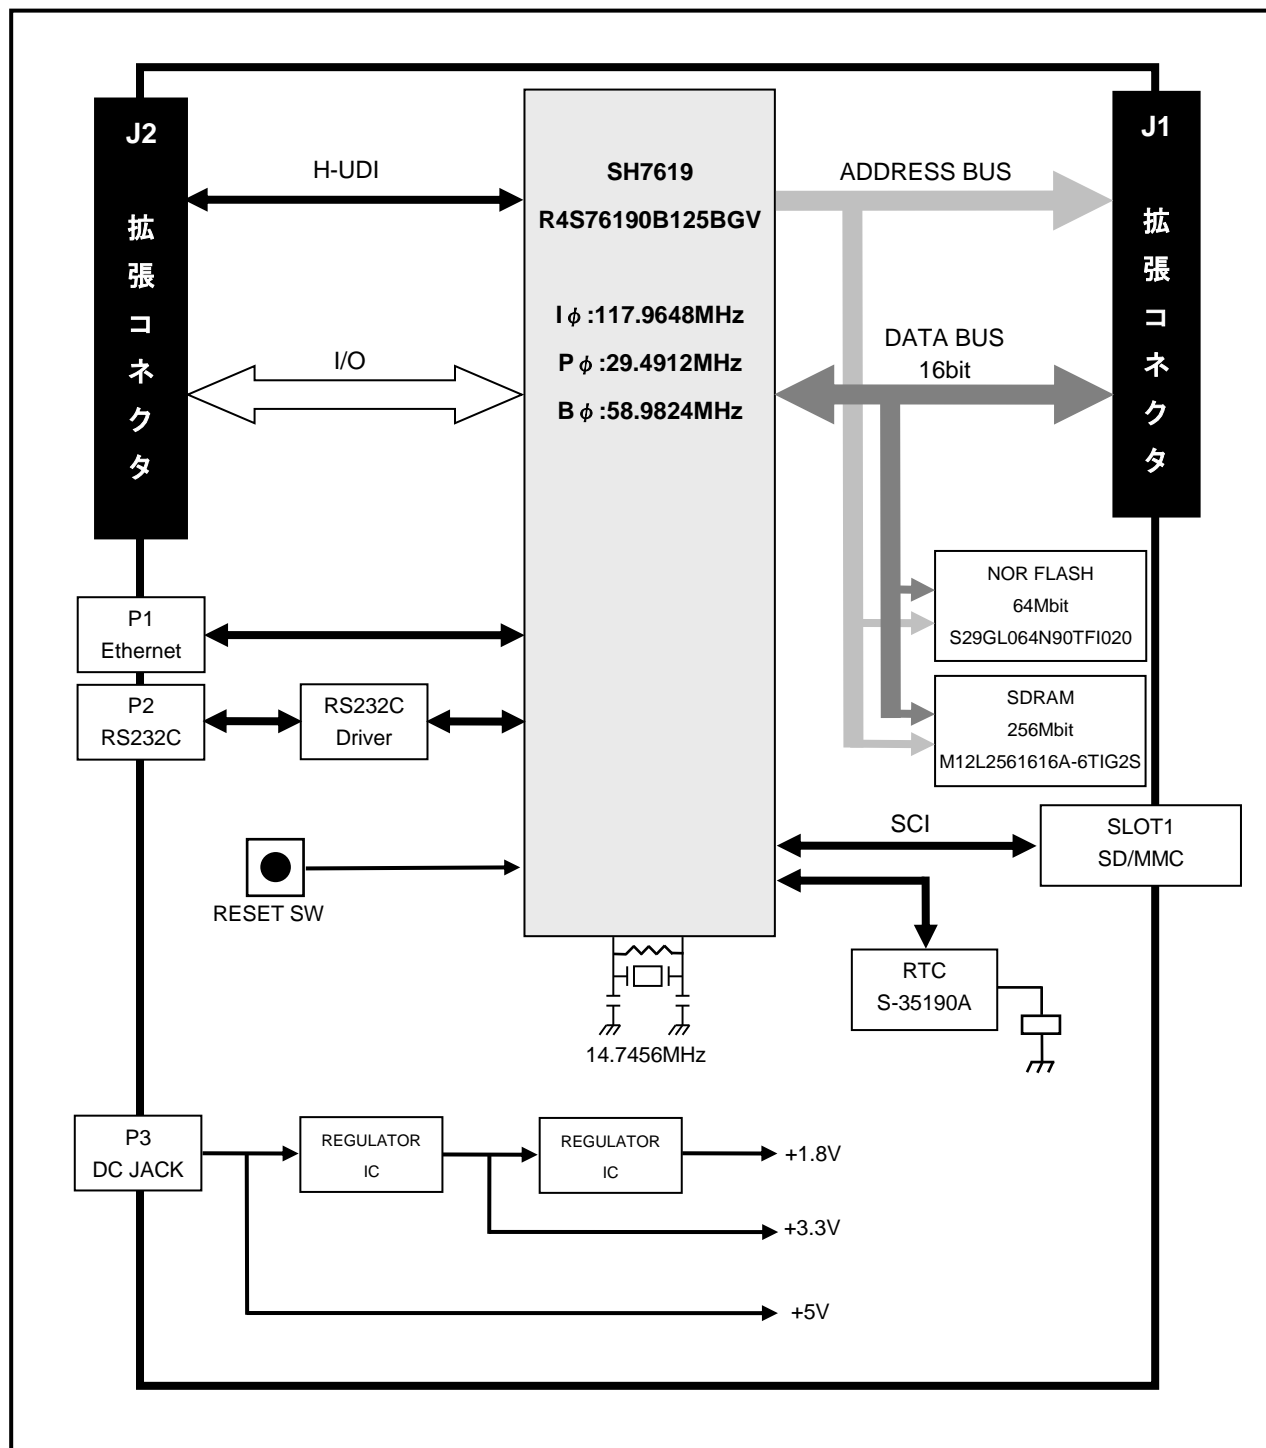 J2
拡張コネクタ
H-UDI
I/O
SH7619
R4S76190B125BGV
Iφ:117.9648MHz
Pφ:29.4912MHz
Bφ:58.9824MHz
ADDRESS BUS
DATA BUS
16bit
J1
拡張コネクタ
NOR FLASH
64Mbit
S29GL064N90TFI020
SDRAM
256Mbit
M12L2561616A-6TIG2S
P1
Ethernet
P2
RS232C
RS232C
Driver
RESET SW
SCI
SLOT1
SD/MMC
RTC
S-35190A
14.7456MHz
P3
DC JACK
REGULATOR
IC
REGULATOR
IC
+1.8V
+3.3V
+5V